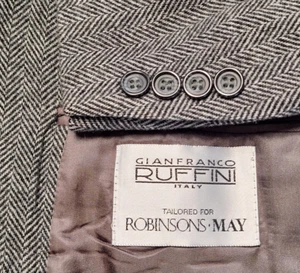 GIANFRANCO
RUFFINI
ITALY
TAILORED FOR
ROBINSONS·MAY